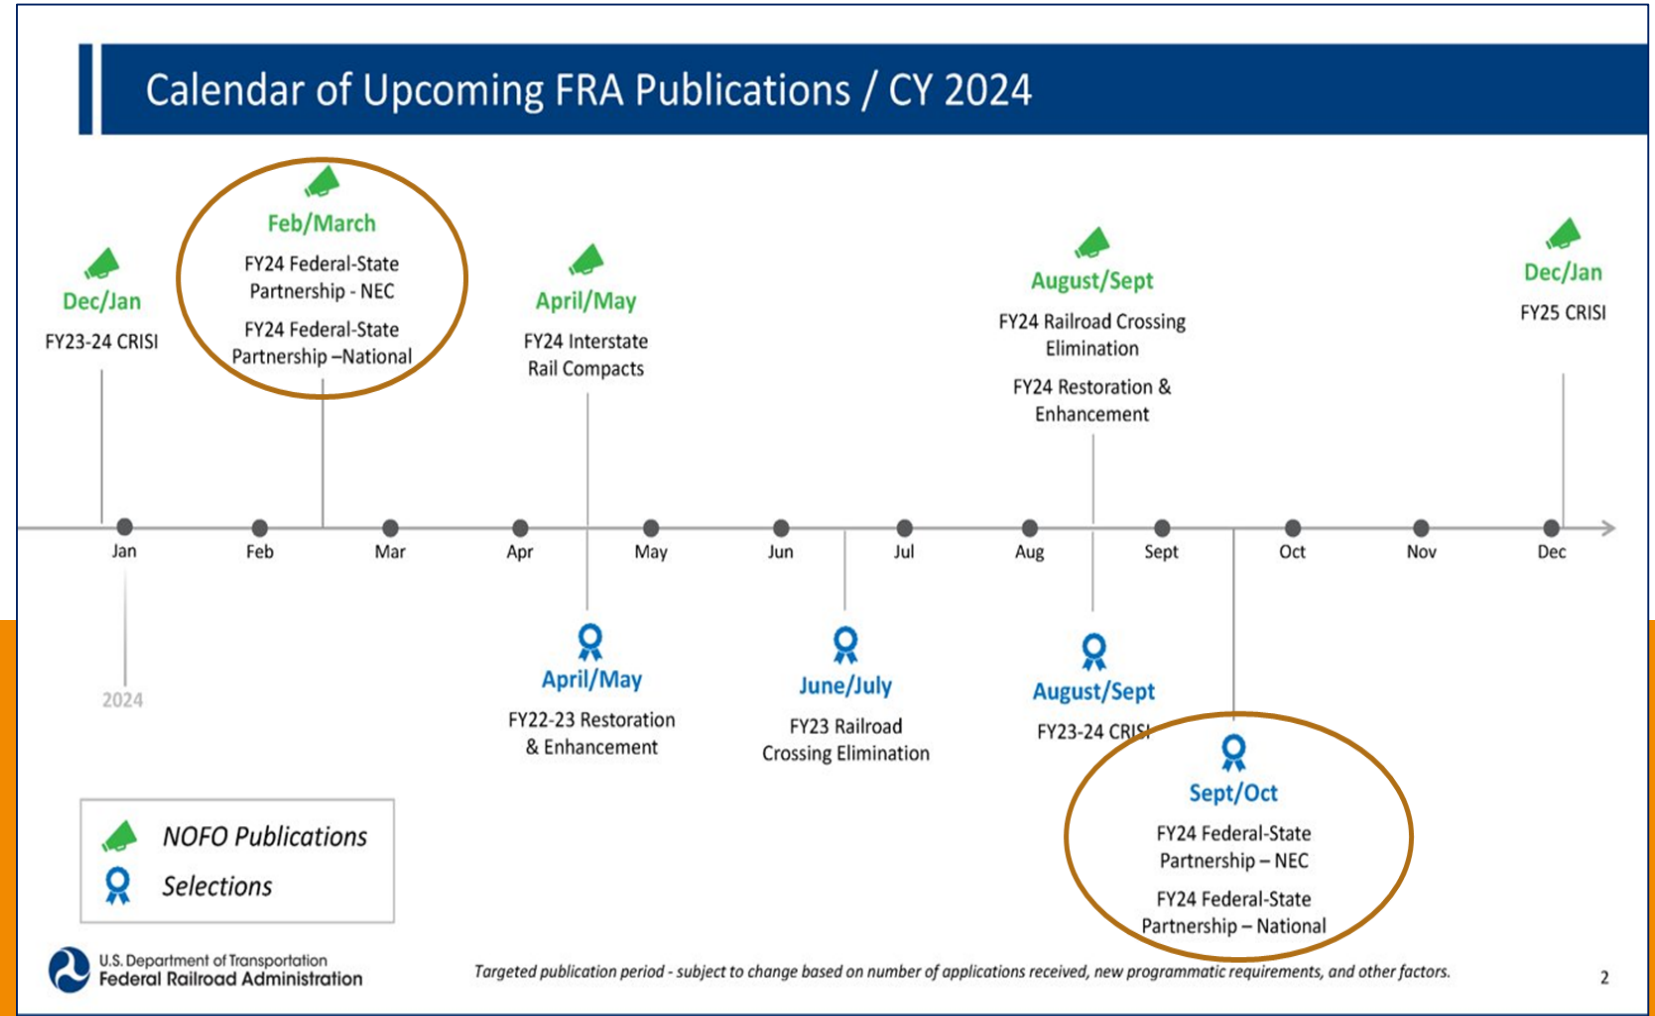 Calendar of Upcoming FRA Publications / CY 2024
Dec/Jan
FY23-24 CRISI
Feb/March
FY24 Federal-State
Partnership - NEC
FY24 Federal-State
Partnership –National
April/May
FY24 Interstate
Rail Compacts
August/Sept
FY24 Railroad Crossing
Elimination
FY24 Restoration &
Enhancement
Dec/Jan
FY25 CRISI
Jan
Feb
Mar
Apr
May
Jun
Jul
Aug
Sept
Oct
Nov
Dec
2024
April/May
FY22-23 Restoration
& Enhancement
June/July
FY23 Railroad
Crossing Elimination
August/Sept
FY23-24 CRISI
Sept/Oct
FY24 Federal-State
Partnership – NEC
FY24 Federal-State
Partnership – National
NOFO Publications
Selections
U.S. Department of Transportation
Federal Railroad Administration
Targeted publication period - subject to change based on number of applications received, new programmatic requirements, and other factors.
2